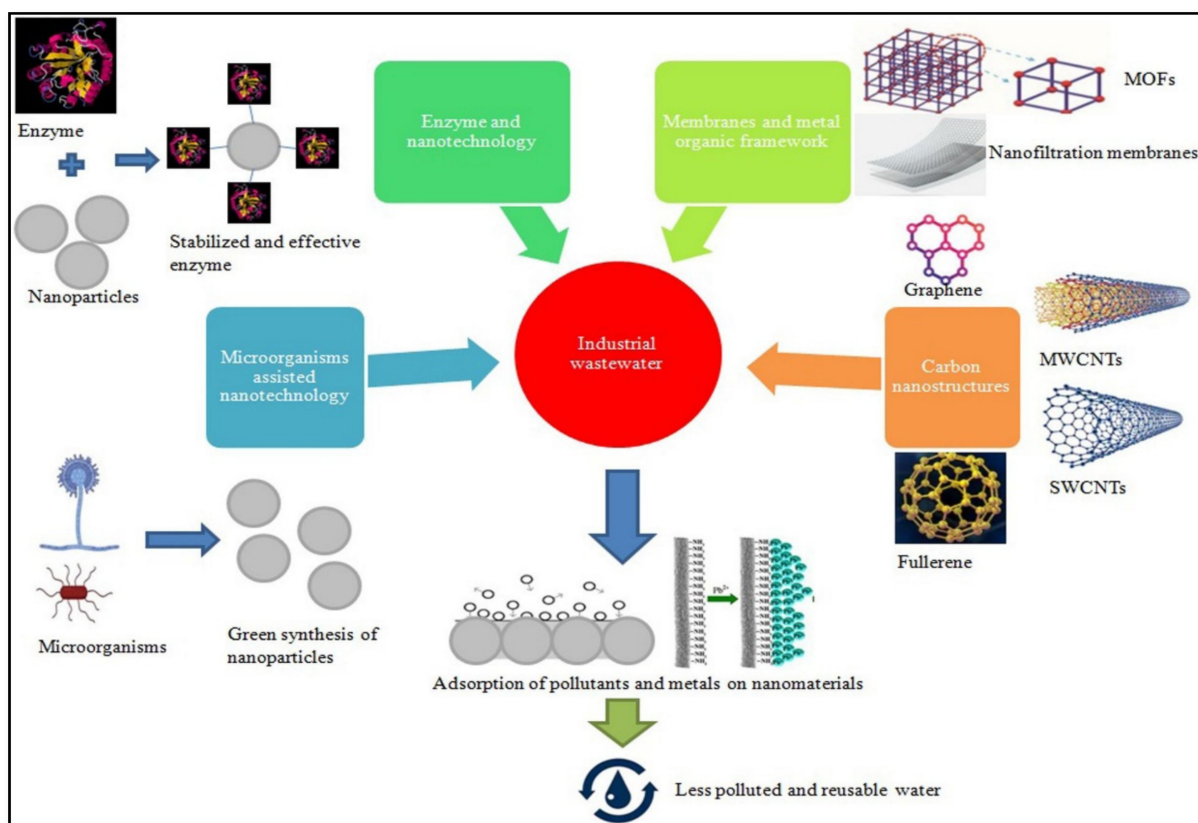 Enzyme
Stabilized and effective
enzyme
Nanoparticles
Enzyme and
nanotechnology
Membranes and metal
organic framework
MOFs
Nanofiltration membranes
Graphene
MWCNTs
Carbon
nanostructures
SWCNTs
Fullerene
Microorganisms
assisted
nanotechnology
Industrial
wastewater
Microorganisms
Green synthesis of
nanoparticles
Pb²⁺
Adsorption of pollutants and metals on nanomaterials
Less polluted and reusable water